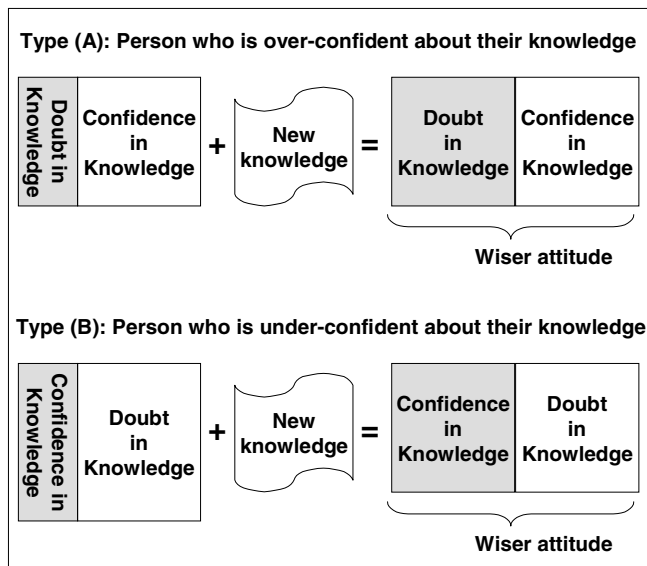 Type (A): Person who is over-confident about their knowledge
Doubt in
Knowledge
Confidence
in
Knowledge
+
New
knowledge
=
Doubt
in
Knowledge
Confidence
in
Knowledge
Wiser attitude
Type (B): Person who is under-confident about their knowledge
Confidence in
Knowledge
Doubt
in
Knowledge
+
New
knowledge
=
Confidence
in
Knowledge
Doubt
in
Knowledge
Wiser attitude